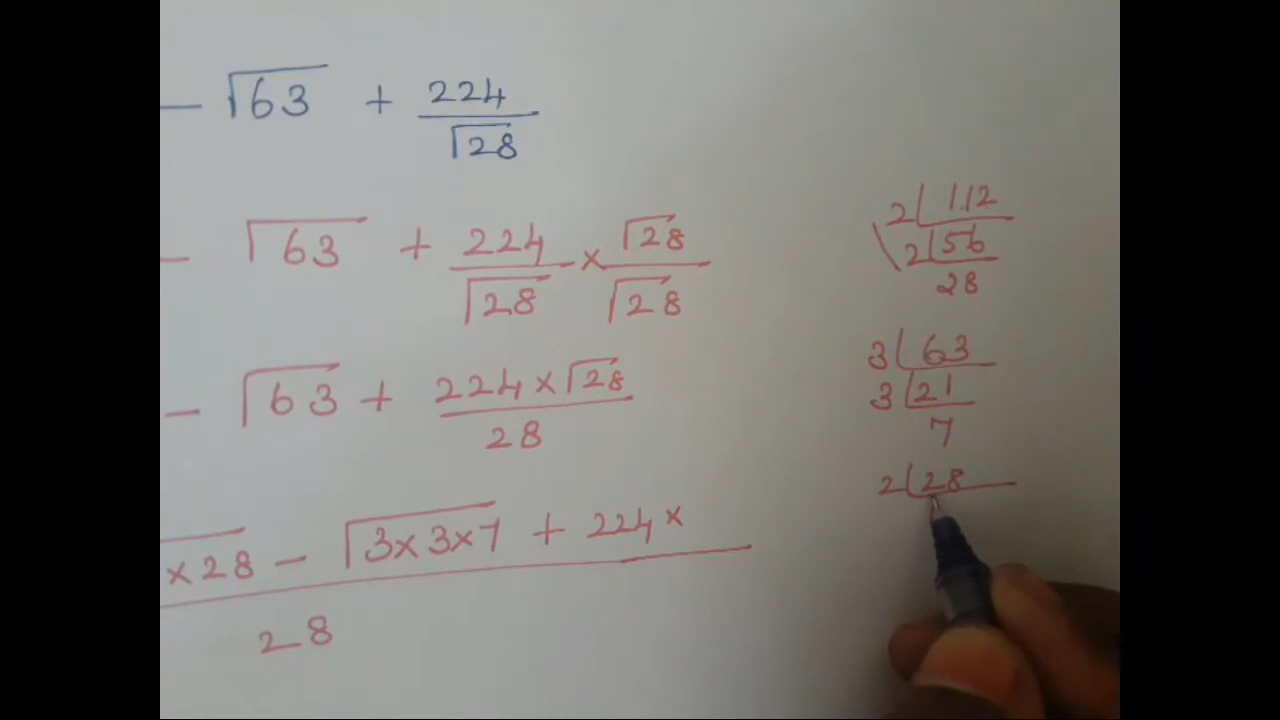 - √63 + 224/√28
- √63 + 224/√28 × √28/√28
- √63 + 224×√28/28
×28 - √3×3×7 + 224×
28
2 | 112
2 | 56
28
3 | 63
3 | 21
7
2 | 28